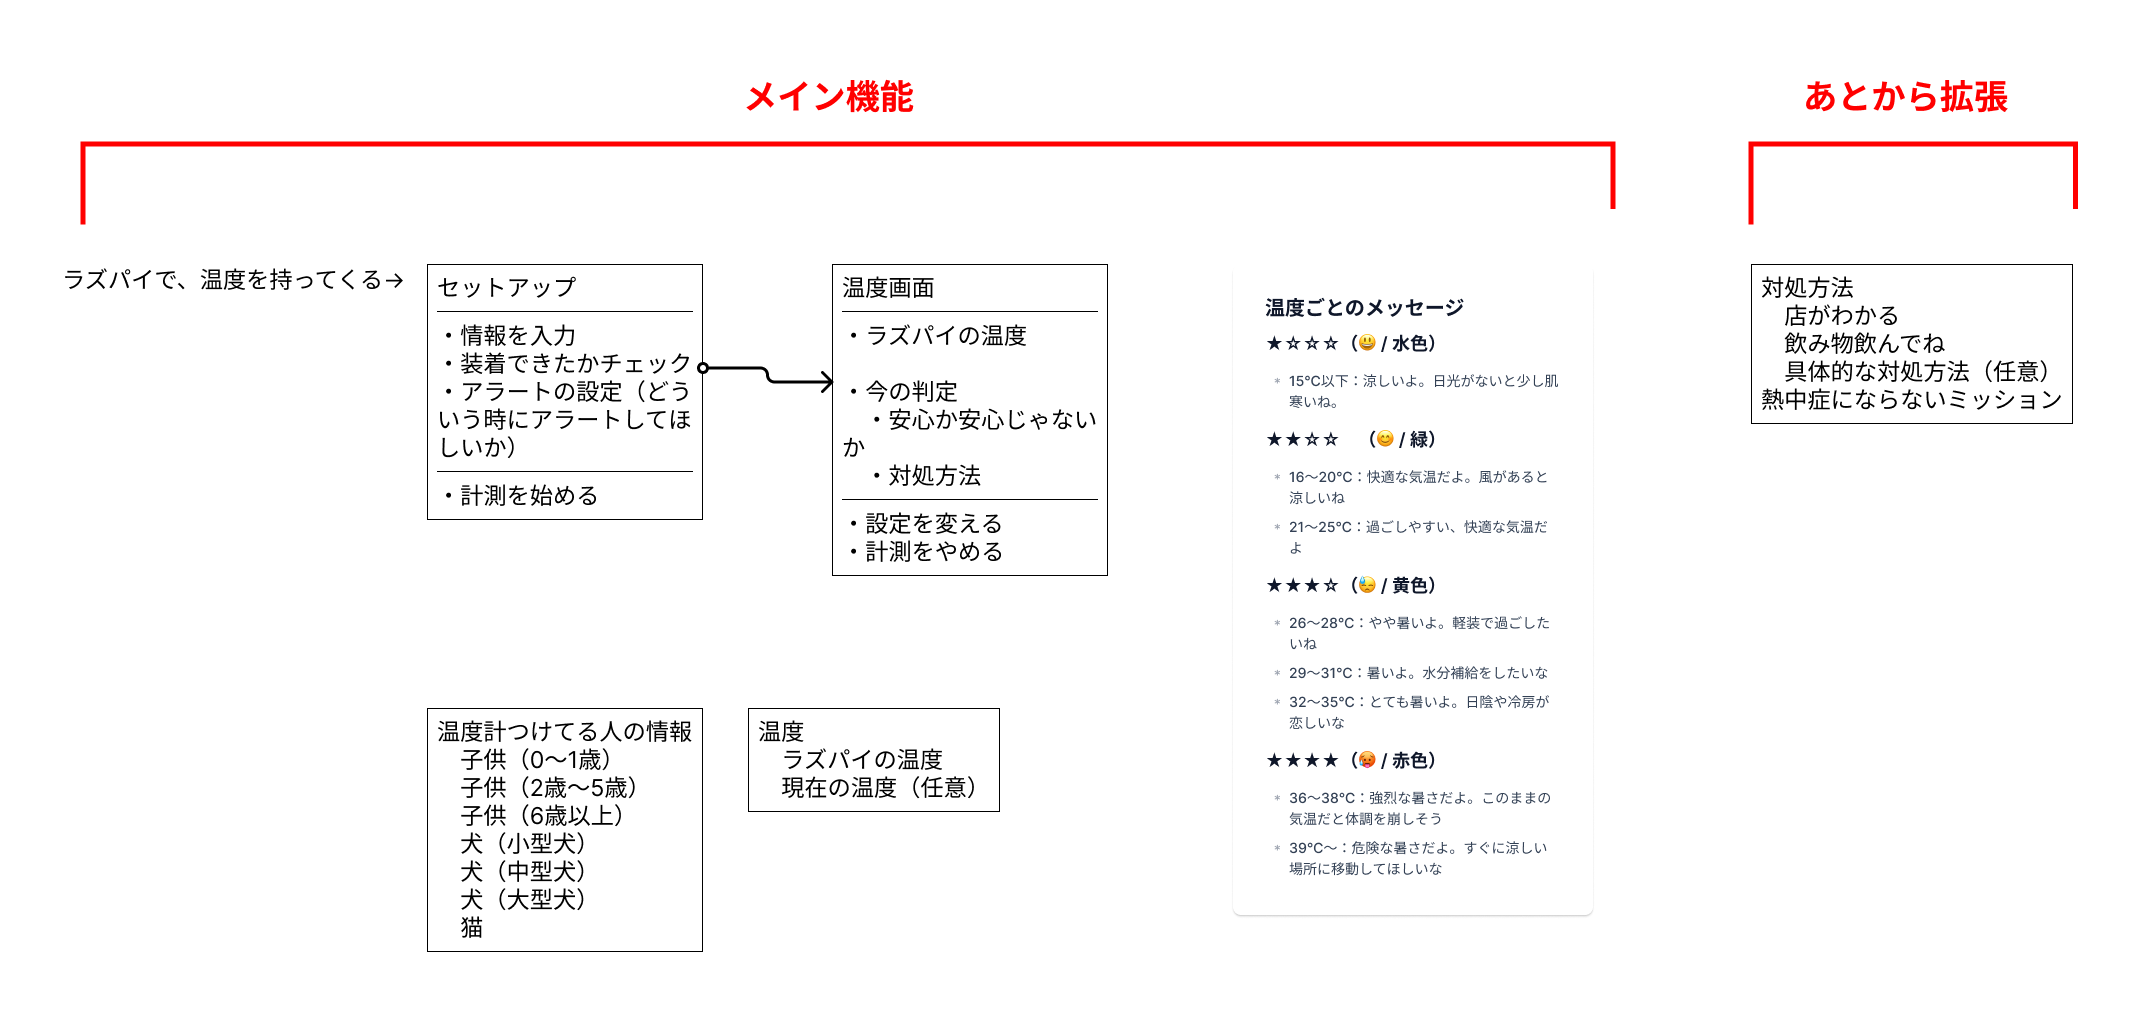 メイン機能
あとから拡張
ラズパイで、温度を持ってくる→
セットアップ
・情報を入力
・装着できたかチェック
・アラートの設定（どう
いう時にアラートしてほ
しいか）
・計測を始める
温度画面
・ラズパイの温度
・今の判定
　・安心か安心じゃない
か
　・対処方法
・設定を変える
・計測をやめる
温度ごとのメッセージ
★☆☆☆（😃 / 水色）
* 15°C以下：涼しいよ。日光がないと少し肌
寒いね。
★★☆☆　（😊 / 緑）
* 16〜20°C：快適な気温だよ。風があると
涼しいね
* 21〜25°C：過ごしやすい、快適な気温だ
よ
★★★☆（😓 / 黄色）
* 26〜28°C：やや暑いよ。軽装で過ごした
いね
* 29〜31°C：暑いよ。水分補給をしたいな
* 32〜35°C：とても暑いよ。日陰や冷房が
恋しいな
★★★★（🥵 / 赤色）
* 36〜38°C：強烈な暑さだよ。このままの
気温だと体調を崩しそう
* 39°C〜：危険な暑さだよ。すぐに涼しい
場所に移動してほしいな
対処方法
　店がわかる
　飲み物飲んでね
　具体的な対処方法（任意）
熱中症にならないミッション
温度計つけてる人の情報
　子供（0〜1歳）
　子供（2歳〜5歳）
　子供（6歳以上）
　犬（小型犬）
　犬（中型犬）
　犬（大型犬）
　猫
温度
　ラズパイの温度
　現在の温度（任意）